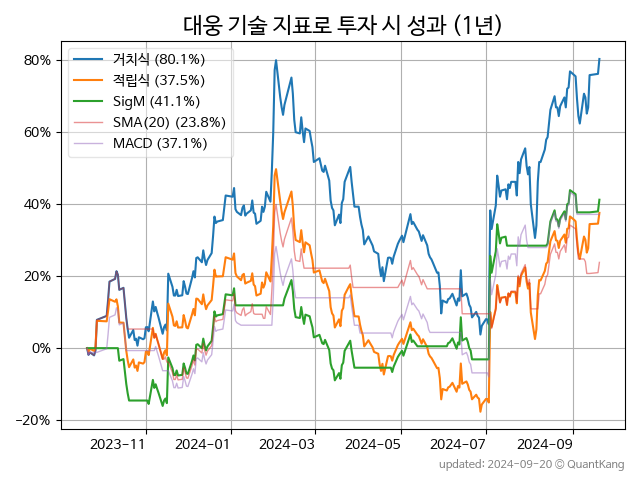 대웅 기술 지표로 투자 시 성과 (1년)
80%
60%
40%
20%
0%
−20%
거치식 (80.1%)
적립식 (37.5%)
SigM (41.1%)
SMA(20) (23.8%)
MACD (37.1%)
2023−11 2024−01 2024−03 2024−05 2024−07 2024−09
updated: 2024-09-20 © QuantKang